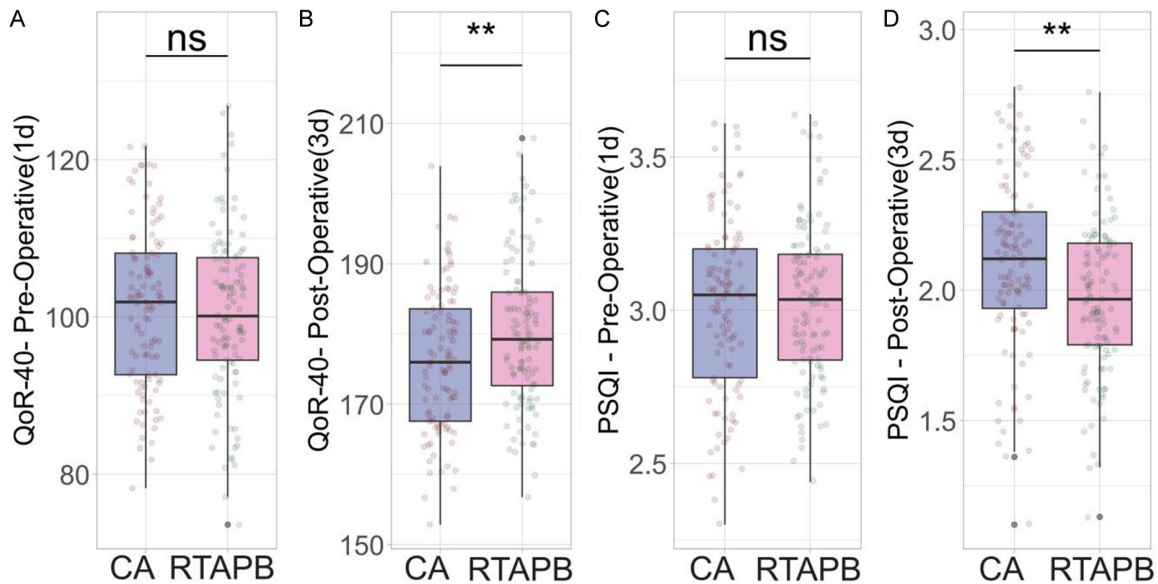 A
QoR-40- Pre-Operative(1d)
ns
120
100
80
CA RTAPB
B
QoR-40- Post-Operative(3d)
**
210
190
170
150
CA RTAPB
C
PSQI - Pre-Operative(1d)
ns
3.5
3.0
2.5
CA RTAPB
D
PSQI - Post-Operative(3d)
**
3.0
2.5
2.0
1.5
CA RTAPB